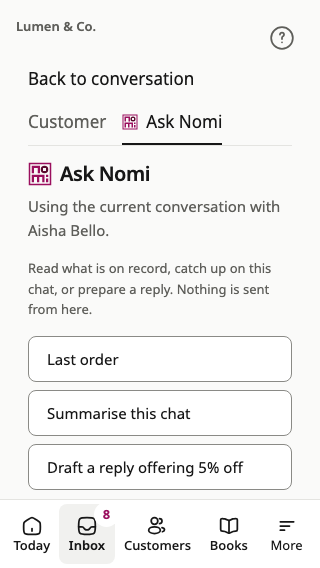 Lumen & Co.
Back to conversation
Customer
Ask Nomi
Ask Nomi
Using the current conversation with
Aisha Bello.
Read what is on record, catch up on this
chat, or prepare a reply. Nothing is sent
from here.
Last order
Summarise this chat
Draft a reply offering 5% off
8
Today
Inbox
Customers
Books
More